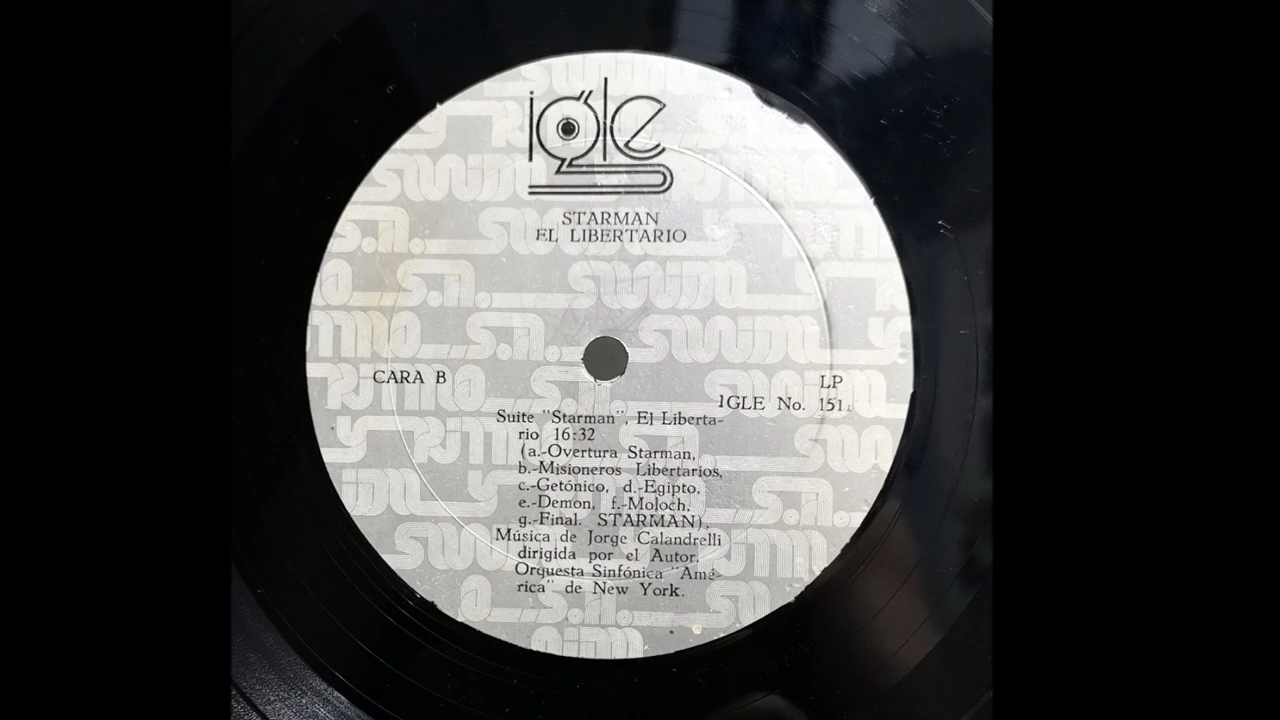 igle
STARMAN
EL LIBERTARIO
CARA B
LP
IGLE No. 151
Suite "Starman", El Liberta-
rio 16:32
(a.-Overtura Starman,
b.-Misioneros Libertarios,
c.-Getónico, d.-Egipto,
e.-Demon, f.-Moloch,
g.-Final. STARMAN).
Música de Jorge Calandrelli
dirigida por el Autor.
Orquesta Sinfónica "Amé-
rica" de New York.